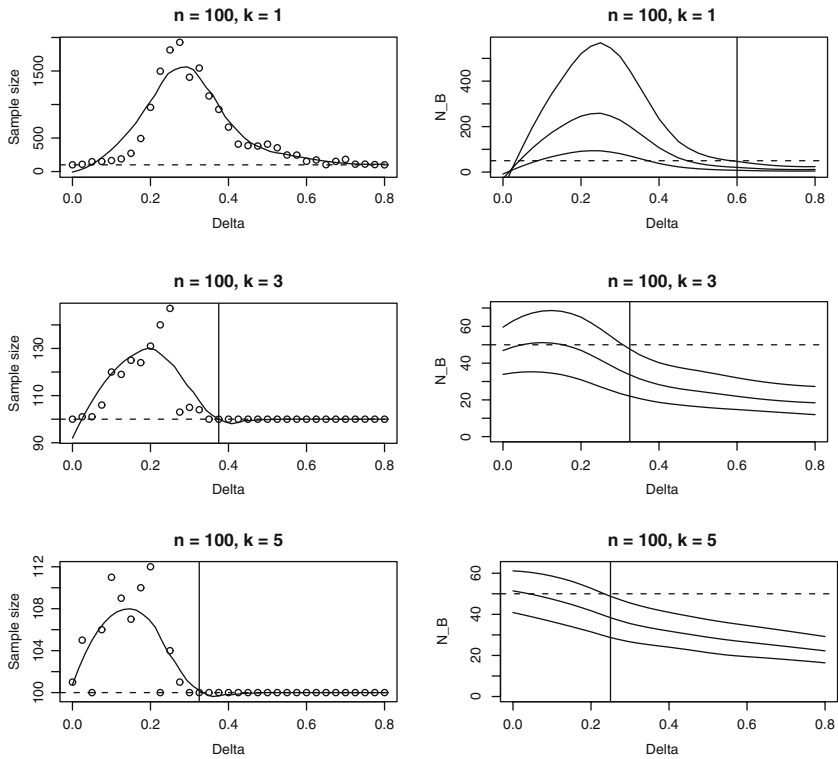 n = 100, k = 1
Sample size
1500
500
0
0.0 0.2 0.4 0.6 0.8
Delta
n = 100, k = 1
N_B
400
200
0
0.0 0.2 0.4 0.6 0.8
Delta
n = 100, k = 3
Sample size
130
110
90
0.0 0.2 0.4 0.6 0.8
Delta
n = 100, k = 3
N_B
60
40
20
0
0.0 0.2 0.4 0.6 0.8
Delta
n = 100, k = 5
Sample size
112
108
104
100
0.0 0.2 0.4 0.6 0.8
Delta
n = 100, k = 5
N_B
60
40
20
0
0.0 0.2 0.4 0.6 0.8
Delta